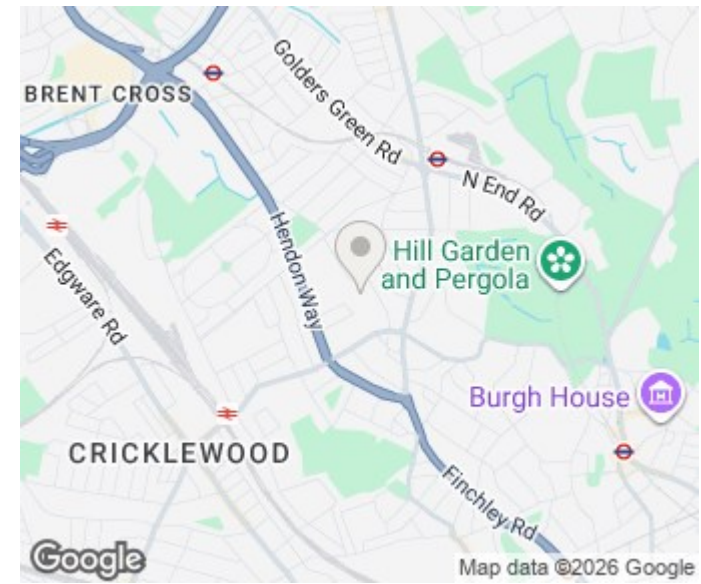 BRENT CROSS
Golders Green Rd
N End Rd
Hendon Way
Hill Garden
and Pergola
Edgware Rd
Burgh House
CRICKLEWOOD
Finchley Rd
Google
Map data ©2026 Google